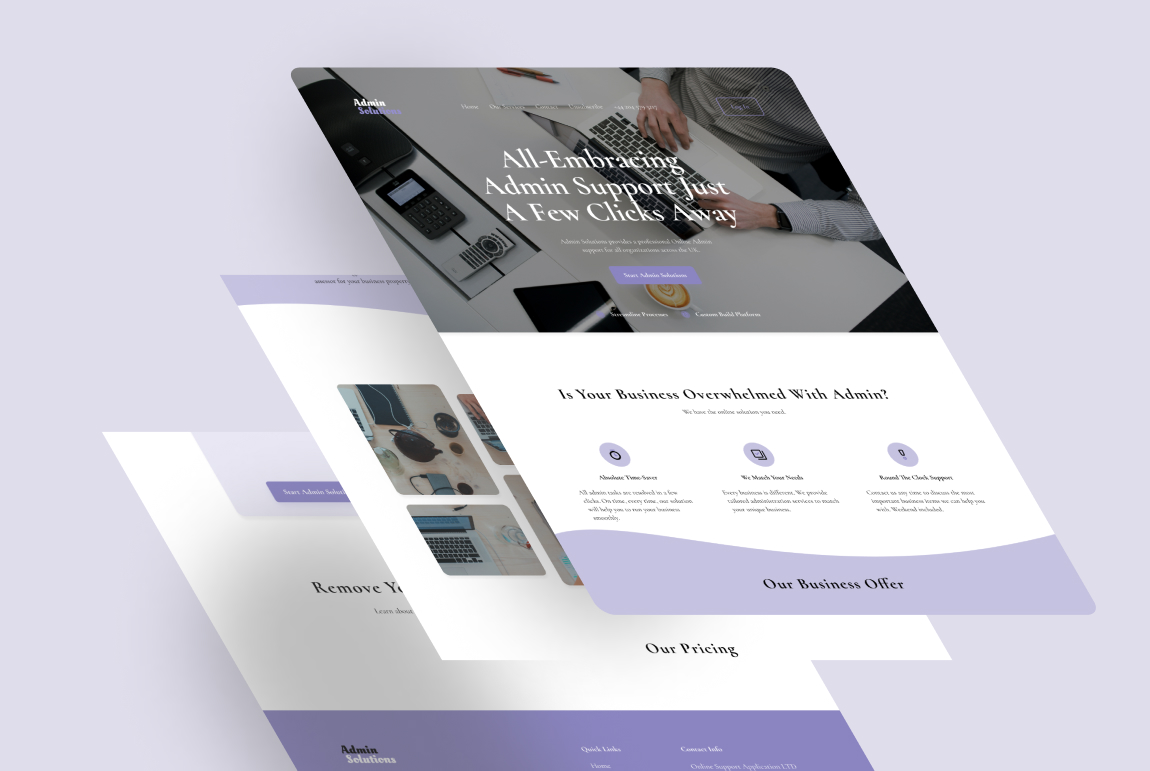 Admin
Solutions
Home
All-Embracing
Admin Support Just
A Few Clicks Away
Admin Solutions provides a professional Online Admin
support for all organizations across the UK.
Start Admin Solutions
Streamline Processes
Custom Build Platform
Is Your Business Overwhelmed With Admin?
We have the online solution you need.
Absolute Time-Saver
All admin tasks are resolved in a few
clicks. On time, every time, our solution
will help you to run your business
smoothly.
We Match Your Needs
Every business is different. We provide
tailored administration services to match
your unique business.
Round The Clock Support
Contact us any time to discuss the most
important business items we can help you
with. Weekend included.
Our Business Offer
Our Pricing
Start Admin
Remove
Learn about
Admin
Solutions
Quick Links
Home
Contact Info
Online Support Application LTD